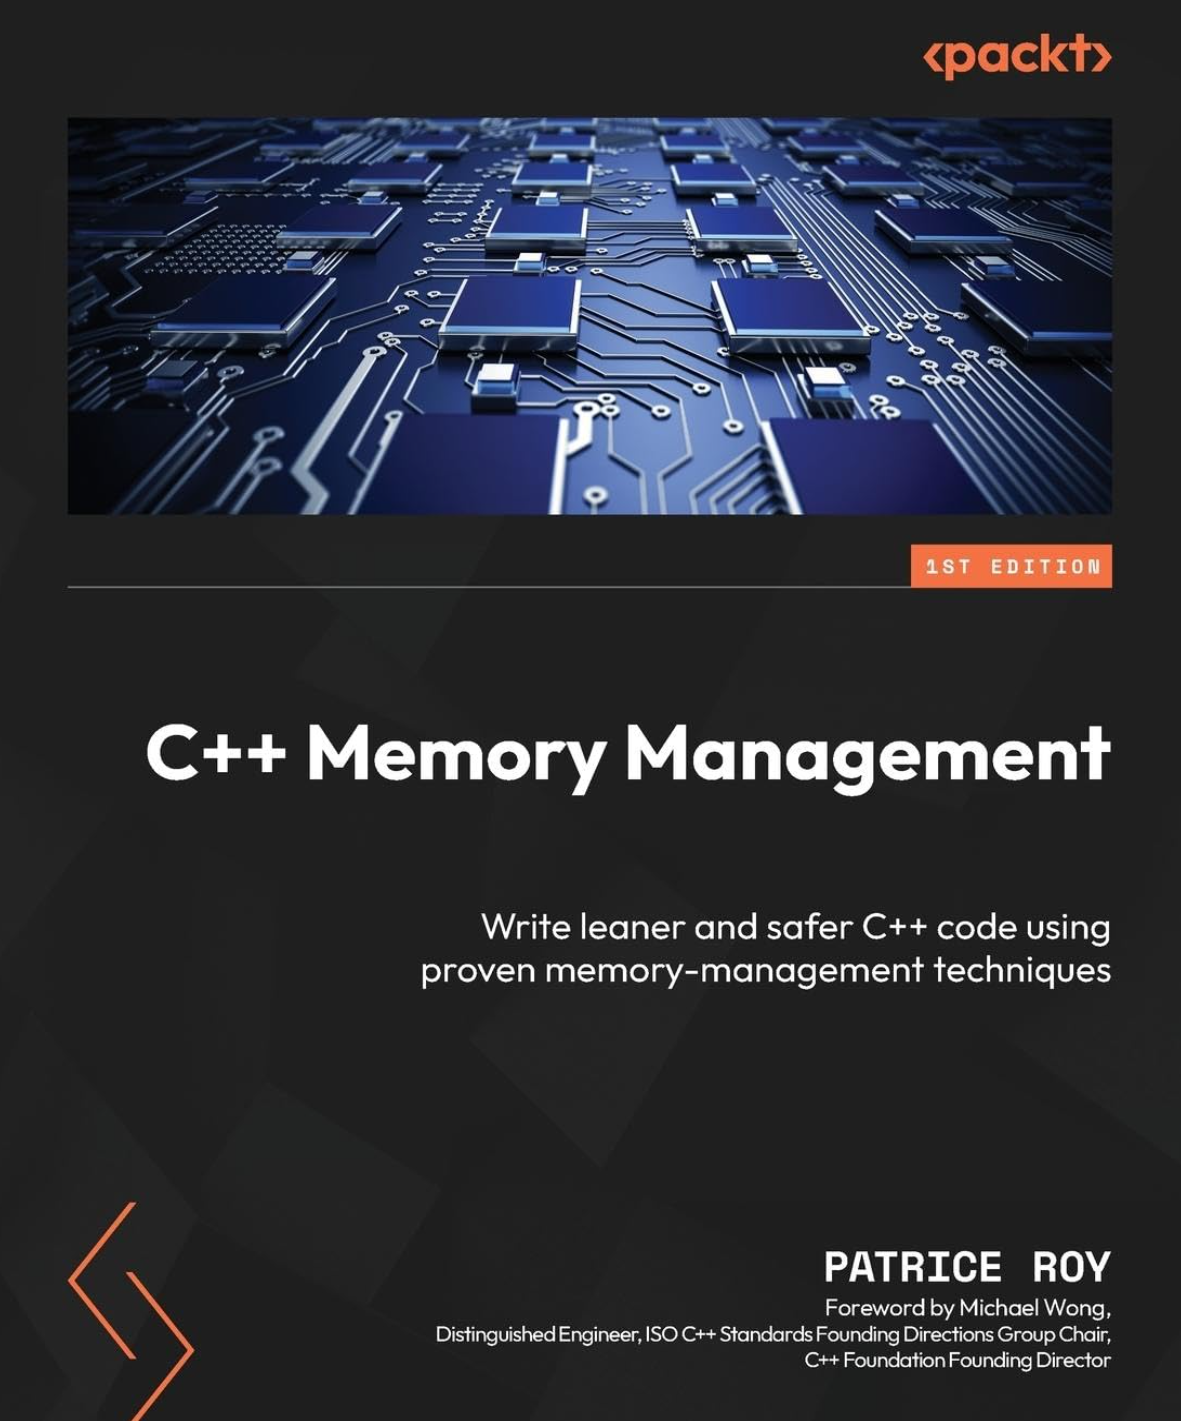 <packt>
1ST EDITION
C++ Memory Management
Write leaner and safer C++ code using
proven memory-management techniques
PATRICE ROY
Foreword by Michael Wong,
Distinguished Engineer, ISO C++ Standards Founding Directions Group Chair,
C++ Foundation Founding Director